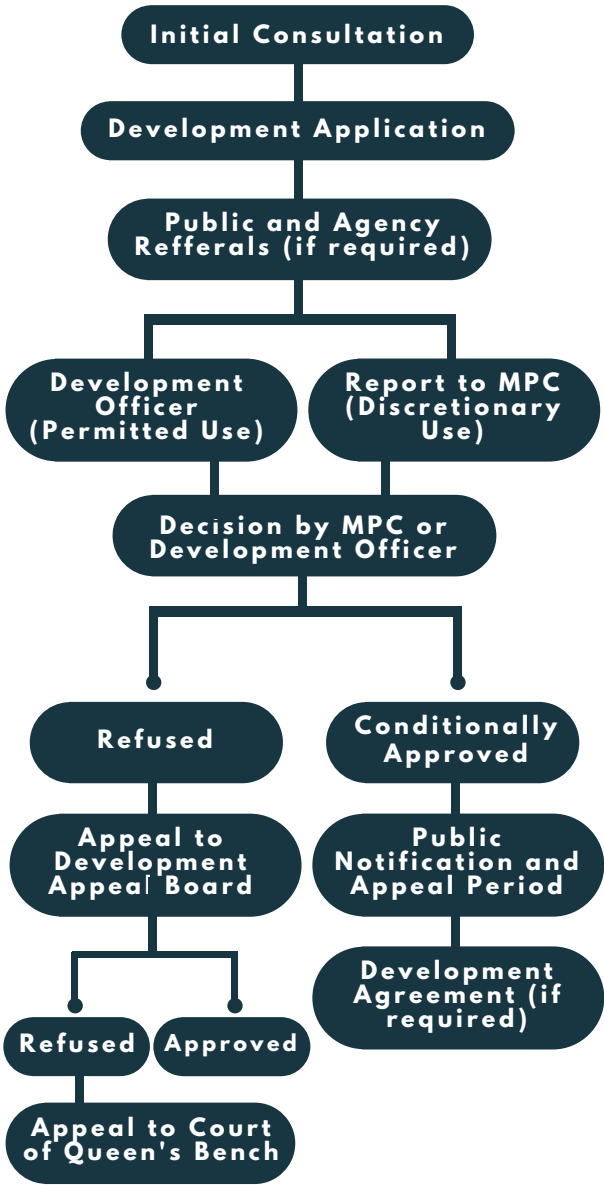 Initial Consultation
Development Application
Public and Agency
Refferals (if required)
Development
Officer
(Permitted Use)
Report to MPC
(Discretionary
Use)
Decision by MPC or
Development Officer
Refused
Conditionally
Approved
Appeal to
Development
Appeal Board
Public
Notification and
Appeal Period
Development
Agreement (if
required)
Refused
Approved
Appeal to Court
of Queen's Bench